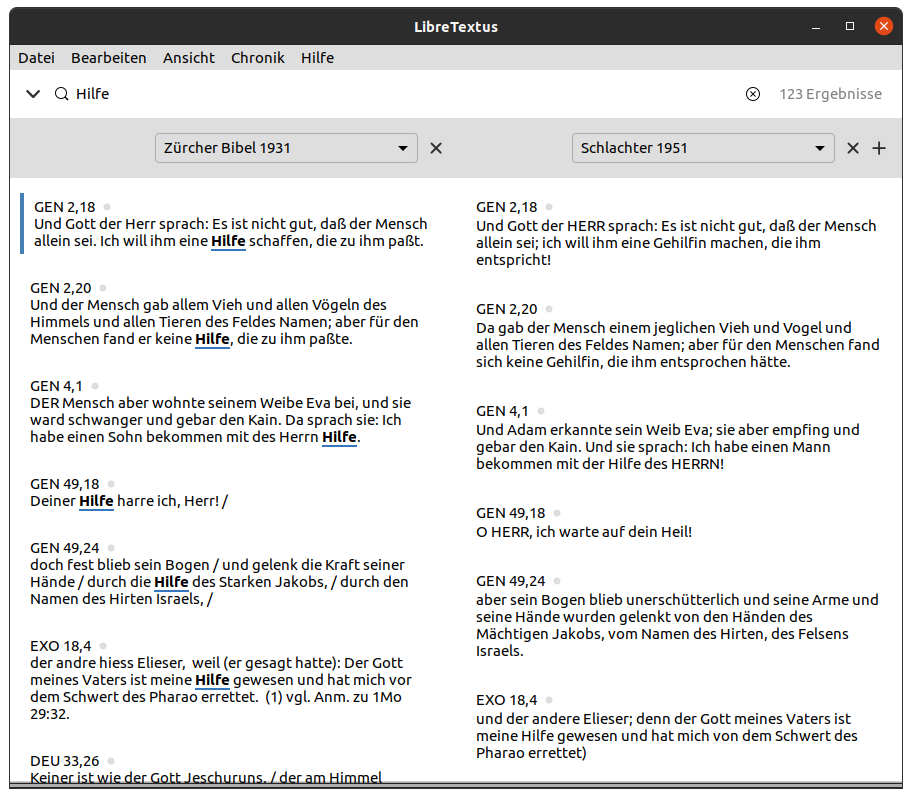 LibreTextus
Datei Bearbeiten Ansicht Chronik Hilfe
Hilfe
123 Ergebnisse
Zürcher Bibel 1931
Schlachter 1951
GEN 2,18
Und Gott der Herr sprach: Es ist nicht gut, daß der Mensch
allein sei. Ich will ihm eine Hilfe schaffen, die zu ihm paßt.
GEN 2,20
Und der Mensch gab allem Vieh und allen Vögeln des
Himmels und allen Tieren des Feldes Namen; aber für den
Menschen fand er keine Hilfe, die zu ihm paßte.
GEN 4,1
DER Mensch aber wohnte seinem Weibe Eva bei, und sie
ward schwanger und gebar den Kain. Da sprach sie: Ich
habe einen Sohn bekommen mit des Herrn Hilfe.
GEN 49,18
Deiner Hilfe harre ich, Herr! /
GEN 49,24
doch fest blieb sein Bogen / und gelenk die Kraft seiner
Hände / durch die Hilfe des Starken Jakobs, / durch den
Namen des Hirten Israels, /
EXO 18,4
der andre hiess Elieser,  weil (er gesagt hatte): Der Gott
meines Vaters ist meine Hilfe gewesen und hat mich vor
dem Schwert des Pharao errettet.  (1) vgl. Anm. zu 1Mo
29:32.
DEU 33,26
Keiner ist wie der Gott Jeschuruns, / der am Himmel
GEN 2,18
Und Gott der HERR sprach: Es ist nicht gut, daß der Mensch
allein sei; ich will ihm eine Gehilfin machen, die ihm
entspricht!
GEN 2,20
Da gab der Mensch einem jeglichen Vieh und Vogel und
allen Tieren des Feldes Namen; aber für den Menschen fand
sich keine Gehilfin, die ihm entsprochen hätte.
GEN 4,1
Und Adam erkannte sein Weib Eva; sie aber empfing und
gebar den Kain. Und sie sprach: Ich habe einen Mann
bekommen mit der Hilfe des HERRN!
GEN 49,18
O HERR, ich warte auf dein Heil!
GEN 49,24
aber sein Bogen blieb unerschütterlich und seine Arme und
seine Hände wurden gelenkt von den Händen des
Mächtigen Jakobs, vom Namen des Hirten, des Felsens
Israels.
EXO 18,4
und der andere Elieser; denn der Gott meines Vaters ist
meine Hilfe gewesen und hat mich von dem Schwert des
Pharao errettet)